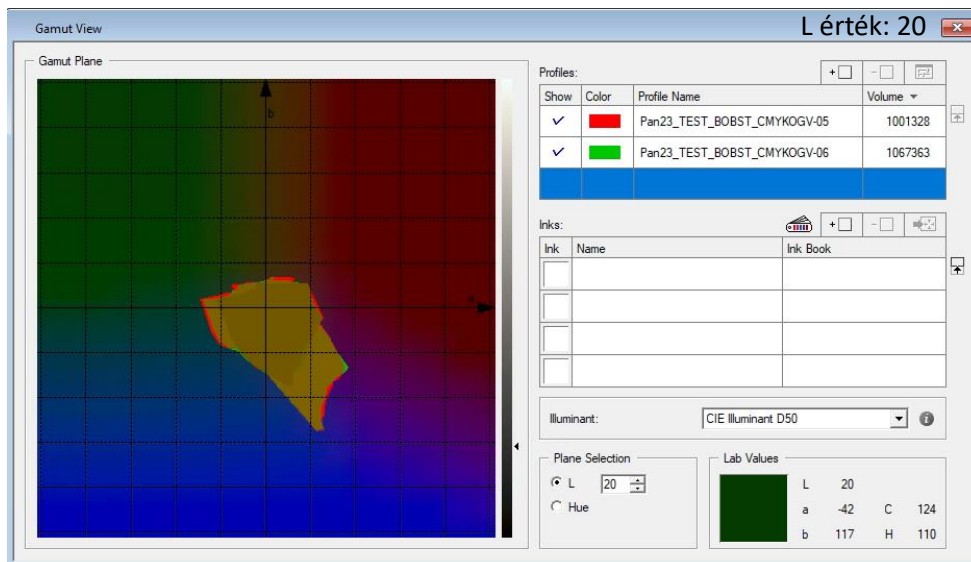 Gamut View
L érték: 20
Gamut Plane
b
a
Profiles:
Show Color Profile Name Volume
Pan23_TEST_BOBST_CMYKOGV-05 1001328
Pan23_TEST_BOBST_CMYKOGV-06 1067363
Inks:
Ink Name Ink Book
Illuminant: CIE Illuminant D50
Plane Selection
L 20
Hue
Lab Values
L 20
a -42 C 124
b 117 H 110